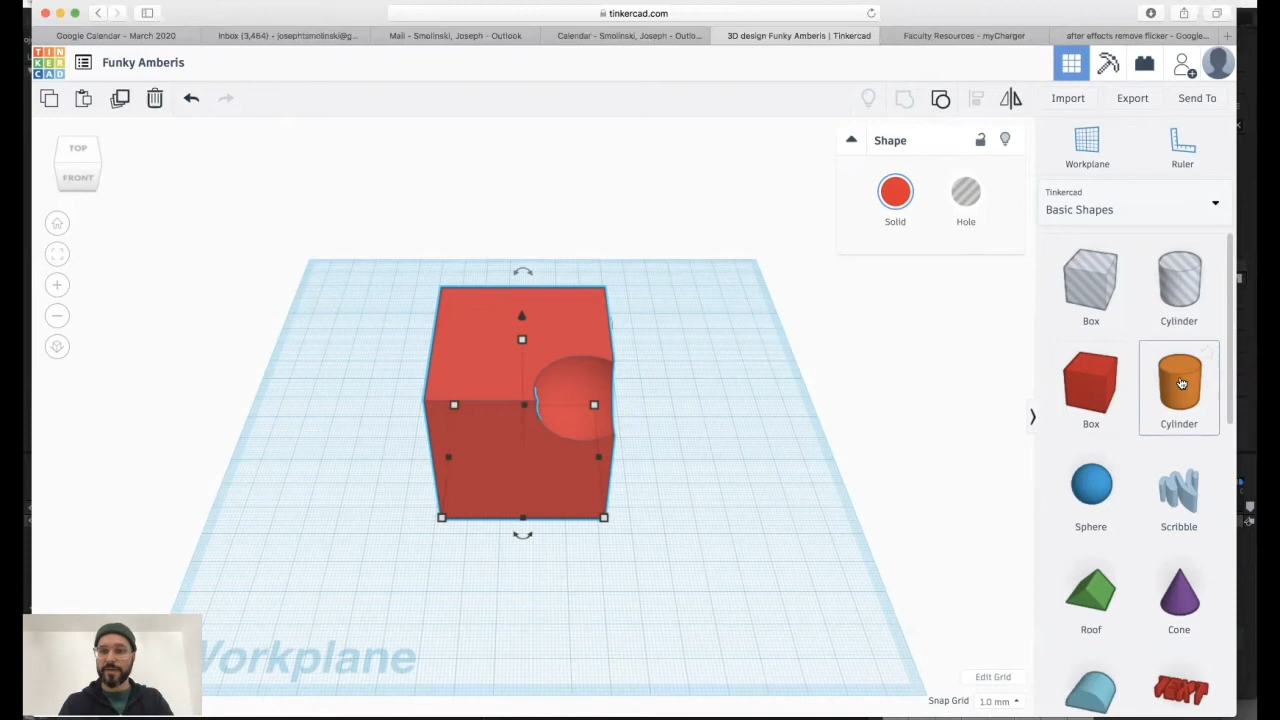 tinkercad.com
Google Calendar - March 2020
Inbox (3,464) - josephtsmolinski@g...
Mail - Smolinski, Joseph - Outlook
Calendar - Smolinski, Joseph - Outlo...
3D design Funky Amberis | Tinkercad
Faculty Resources - myCharger
after effects remove flicker - Google...
TIN
KER
CAD
Funky Amberis
Import
Export
Send To
TOP
FRONT
Shape
Solid
Hole
Workplane
Ruler
Tinkercad
Basic Shapes
Box
Cylinder
Box
Cylinder
Sphere
Scribble
Roof
Cone
TEXT
Workplane
Edit Grid
Snap Grid
1.0 mm